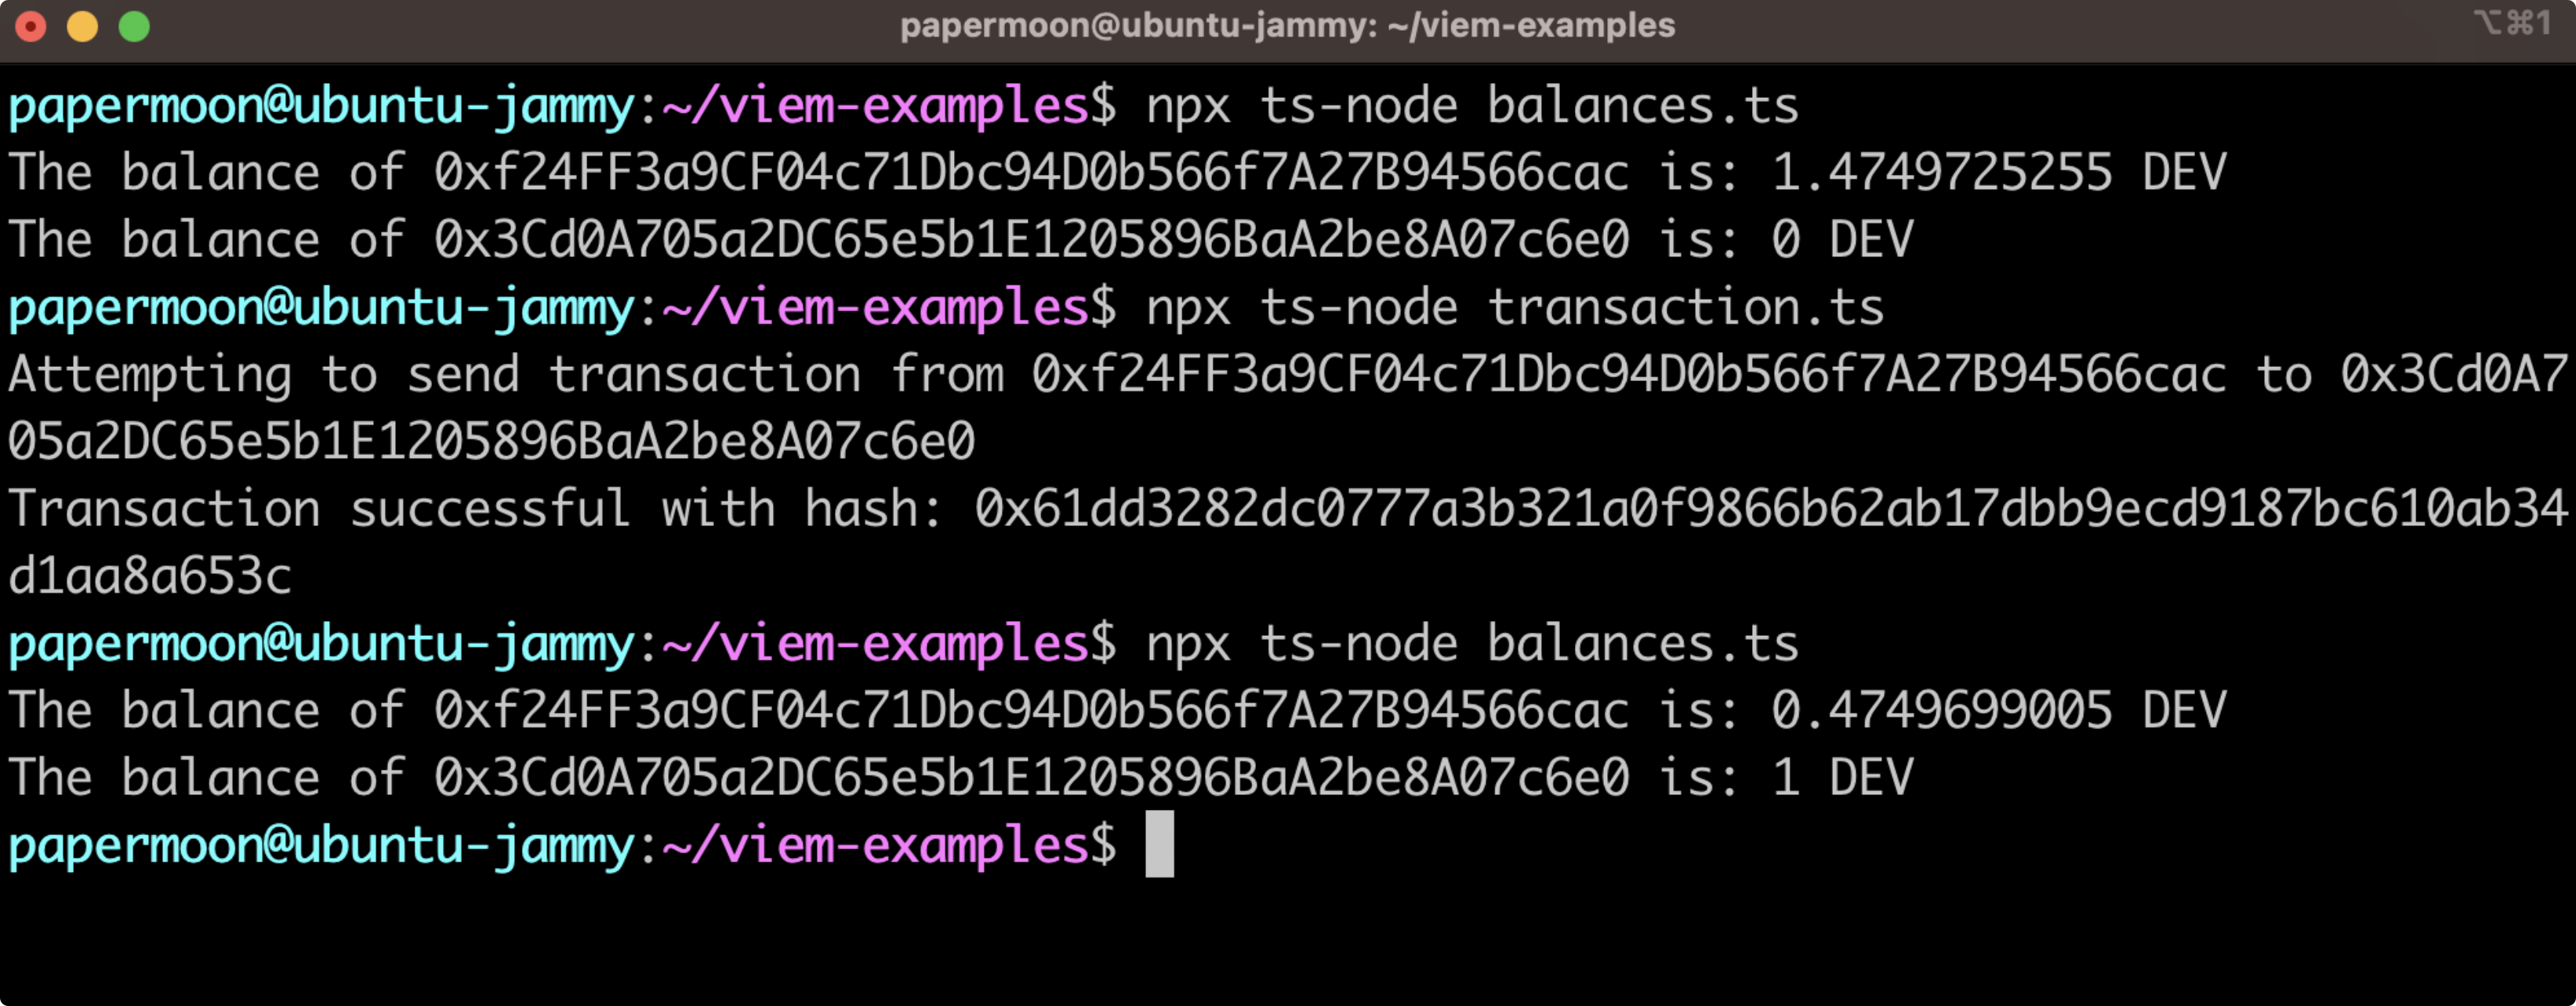 papermoon@ubuntu-jammy: ~/viem-examples
⌥⌘1
papermoon@ubuntu-jammy:~/viem-examples$ npx ts-node balances.ts
The balance of 0xf24FF3a9CF04c71Dbc94D0b566f7A27B94566cac is: 1.4749725255 DEV
The balance of 0x3Cd0A705a2DC65e5b1E1205896BaA2be8A07c6e0 is: 0 DEV
papermoon@ubuntu-jammy:~/viem-examples$ npx ts-node transaction.ts
Attempting to send transaction from 0xf24FF3a9CF04c71Dbc94D0b566f7A27B94566cac to 0x3Cd0A7
05a2DC65e5b1E1205896BaA2be8A07c6e0
Transaction successful with hash: 0x61dd3282dc0777a3b321a0f9866b62ab17dbb9ecd9187bc610ab34
d1aa8a653c
papermoon@ubuntu-jammy:~/viem-examples$ npx ts-node balances.ts
The balance of 0xf24FF3a9CF04c71Dbc94D0b566f7A27B94566cac is: 0.4749699005 DEV
The balance of 0x3Cd0A705a2DC65e5b1E1205896BaA2be8A07c6e0 is: 1 DEV
papermoon@ubuntu-jammy:~/viem-examples$